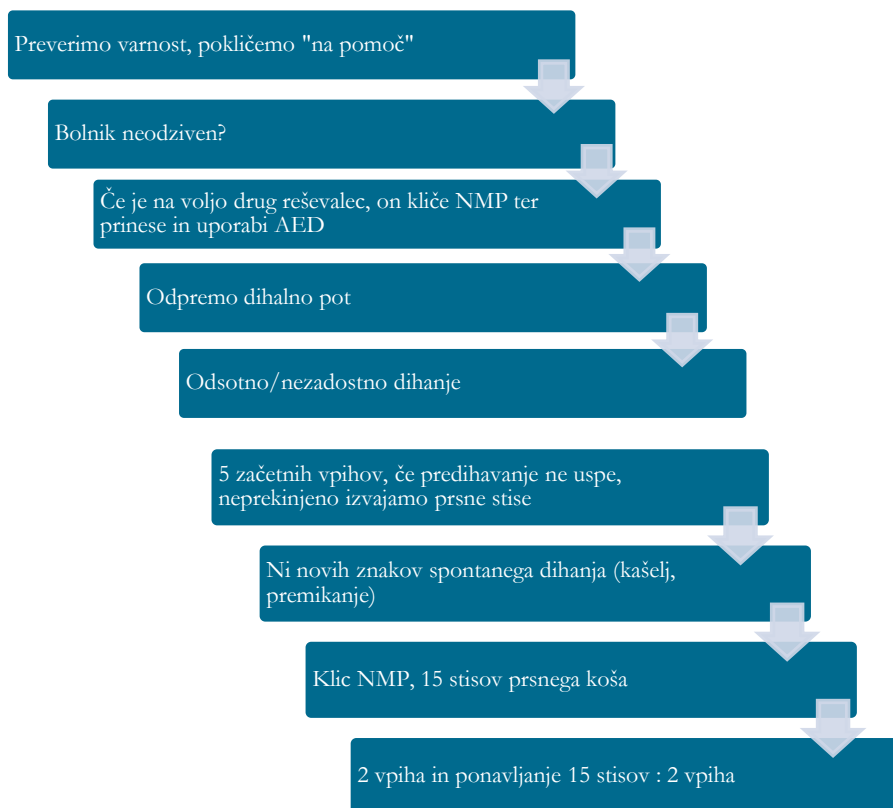 Preverimo varnost, pokličemo "na pomoč"
Bolnik neodziven?
Če je na voljo drug reševalec, on kliče NMP ter
prinese in uporabi AED
Odpremo dihalno pot
Odsotno/nezadostno dihanje
5 začetnih vpihov, če predihavanje ne uspe,
neprekinjeno izvajamo prsne stise
Ni novih znakov spontanega dihanja (kašelj,
premikanje)
Klic NMP, 15 stisov prsnega koša
2 vpiha in ponavljanje 15 stisov : 2 vpiha